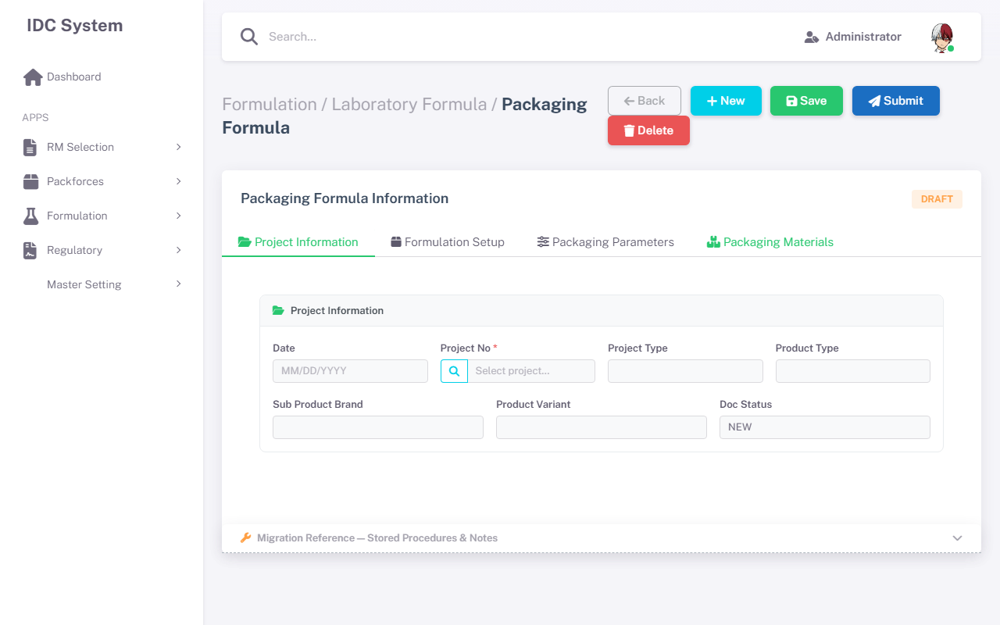 IDC System
Search...
Administrator
Dashboard
APPS
RM Selection
Packforces
Formulation
Regulatory
Master Setting
Formulation / Laboratory Formula / Packaging
Formula
Back
New
Save
Submit
Delete
Packaging Formula Information
DRAFT
Project Information
Formulation Setup
Packaging Parameters
Packaging Materials
Project Information
Date
Project No *
Project Type
Product Type
MM/DD/YYYY
Select project...
Sub Product Brand
Product Variant
Doc Status
NEW
Migration Reference — Stored Procedures & Notes